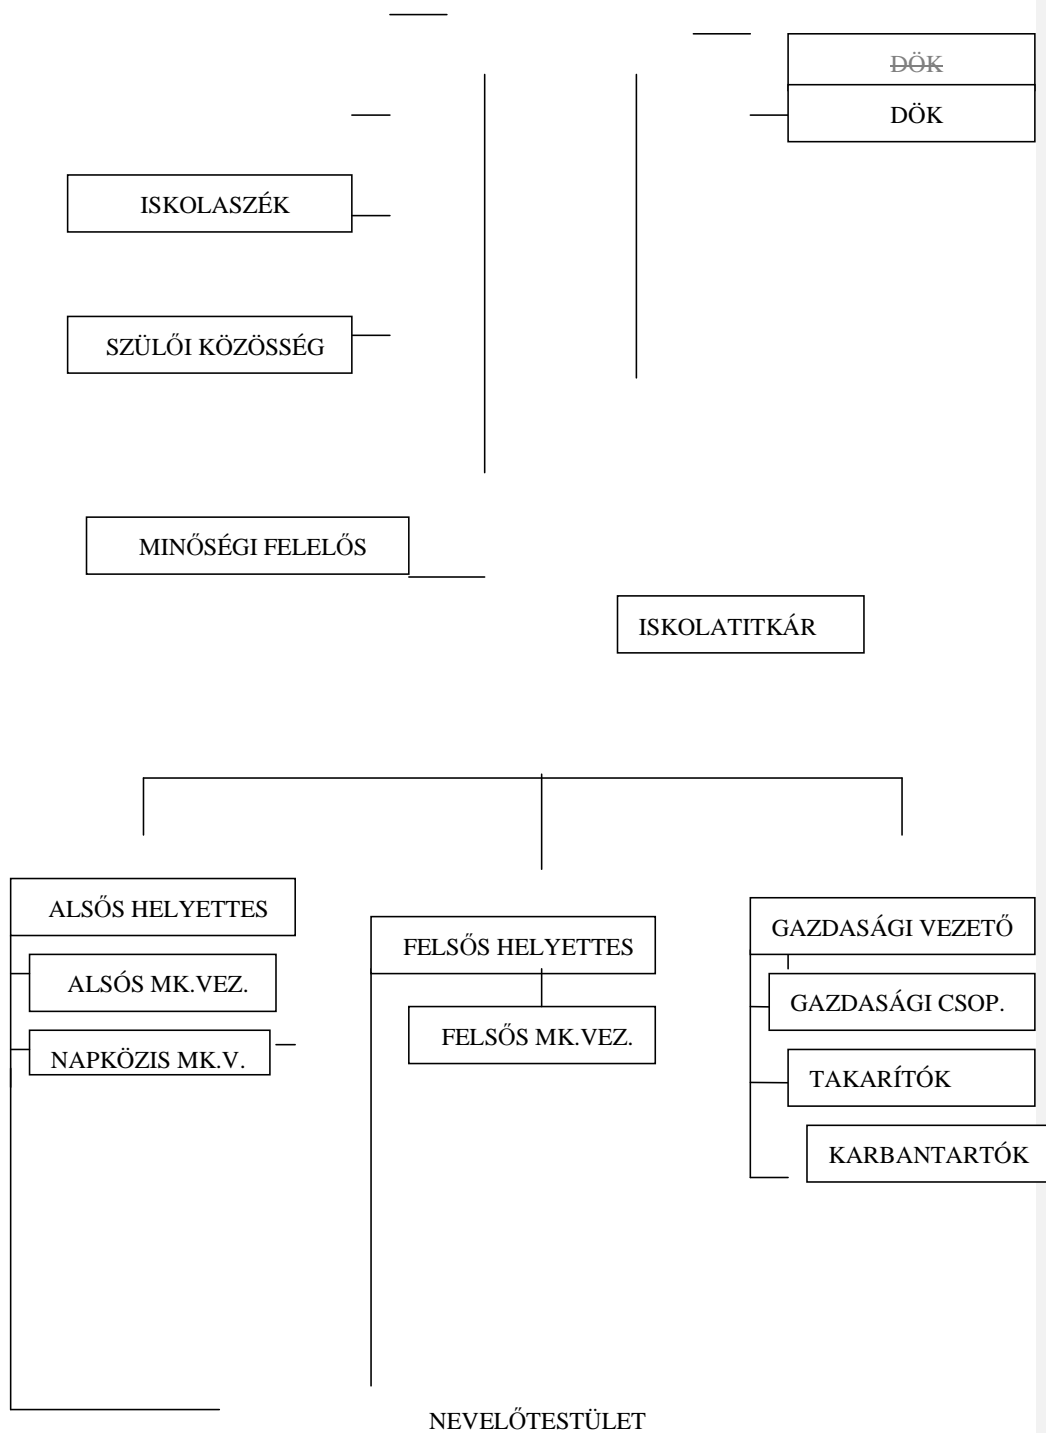 DÖK
DÖK
ISKOLASZÉK
SZÜLŐI KÖZÖSSÉG
MINŐSÉGI FELELŐS
ISKOLATITKÁR
ALSŐS HELYETTES
ALSÓS MK.VEZ.
NAPKÖZIS MK.V.
FELSŐS HELYETTES
FELSŐS MK.VEZ.
GAZDASÁGI VEZETŐ
GAZDASÁGI CSOP.
TAKARÍTÓK
KARBANTARTÓK
NEVELŐTESTÜLET